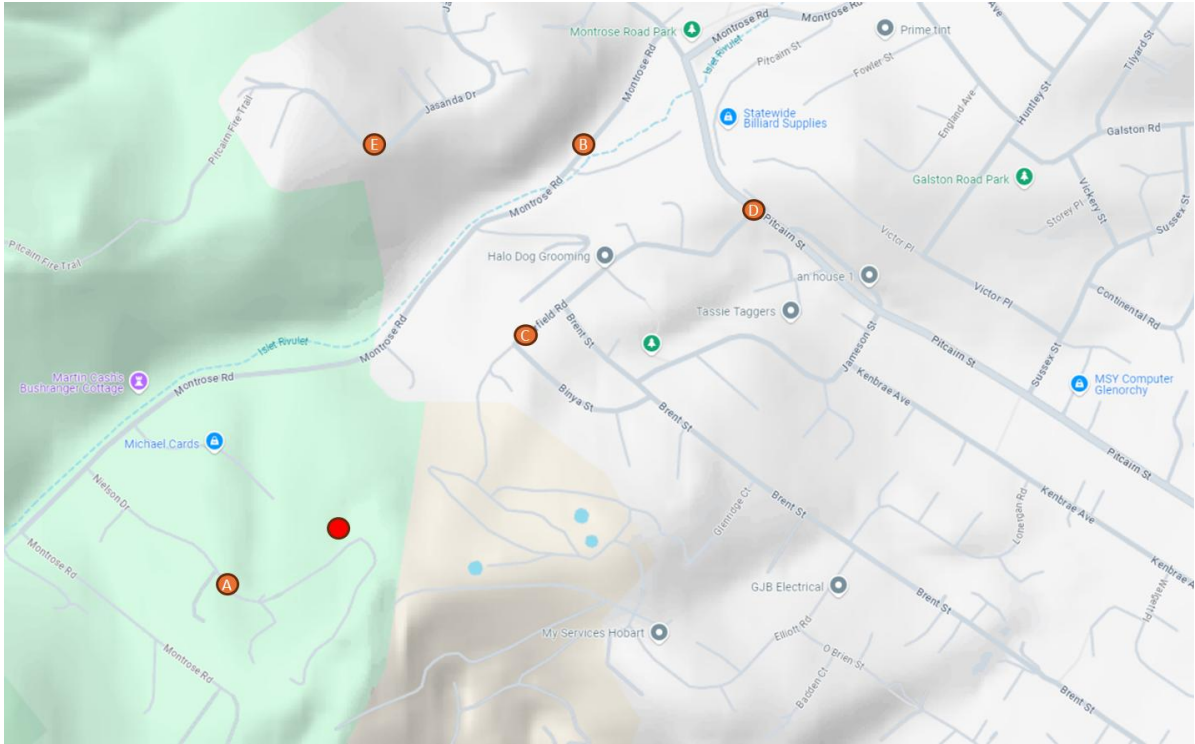 Montrose Road Park
Montrose Rd
Montrose Rd
Prime tint
Ave
Tilyard St
Islet Rivulet
Pitcairn St
Fowler St
Montrose Rd
Huntley St
Jasanda Dr
Pitcairn Fire Trail
England Ave
Statewide
Billiard Supplies
Galston Rd
E
B
Galston Road Park
Montrose Rd
Vickery St
Sussex St
Storey Pl
D
Pitcairn St
Victor Pl
Pitcairn Fire Trail
Halo Dog Grooming
an house 1
Victor Pl
Continental Rd
Tassie Taggers
C
field Rd
Brent St
Montrose Rd
Islet Rivulet
Jameson St
Pitcairn St
Sussex St
Martin Cash's
Bushranger Cottage
Montrose Rd
Kenbrae Ave
MSY Computer
Glenorchy
Binya St
Brent St
Michael Cards
Pitcairn St
Nielson Dr
Glenridge Ct
Brent St
Kenbrae Ave
Lonergan Rd
Montrose Rd
A
GJB Electrical
Kenbrae A
Walgett Pl
Brent St
My Services Hobart
Elliott Rd
O Brien St
Montrose Rd
Badden Ct
Brent St